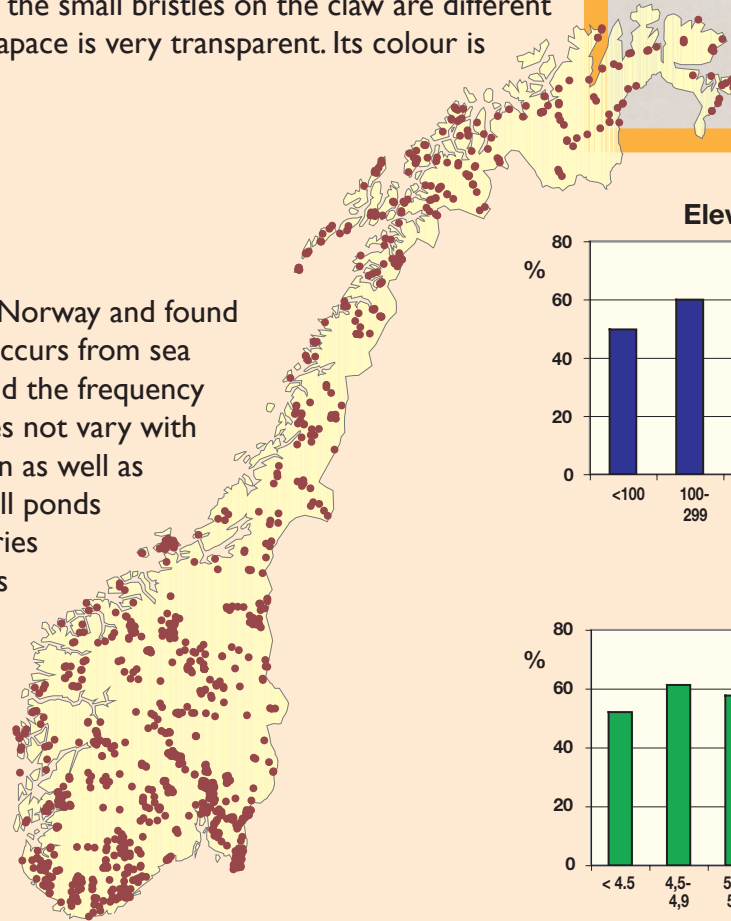 the small bristles on the claw are different
apace is very transparent. Its colour is
Norway and found
ccurs from sea
d the frequency
es not vary with
n as well as
ll ponds
ries
s
Elev
80
%
60
40
20
0
<100
100-
299
80
%
60
40
20
0
< 4.5
4,5-
4,9
5
5